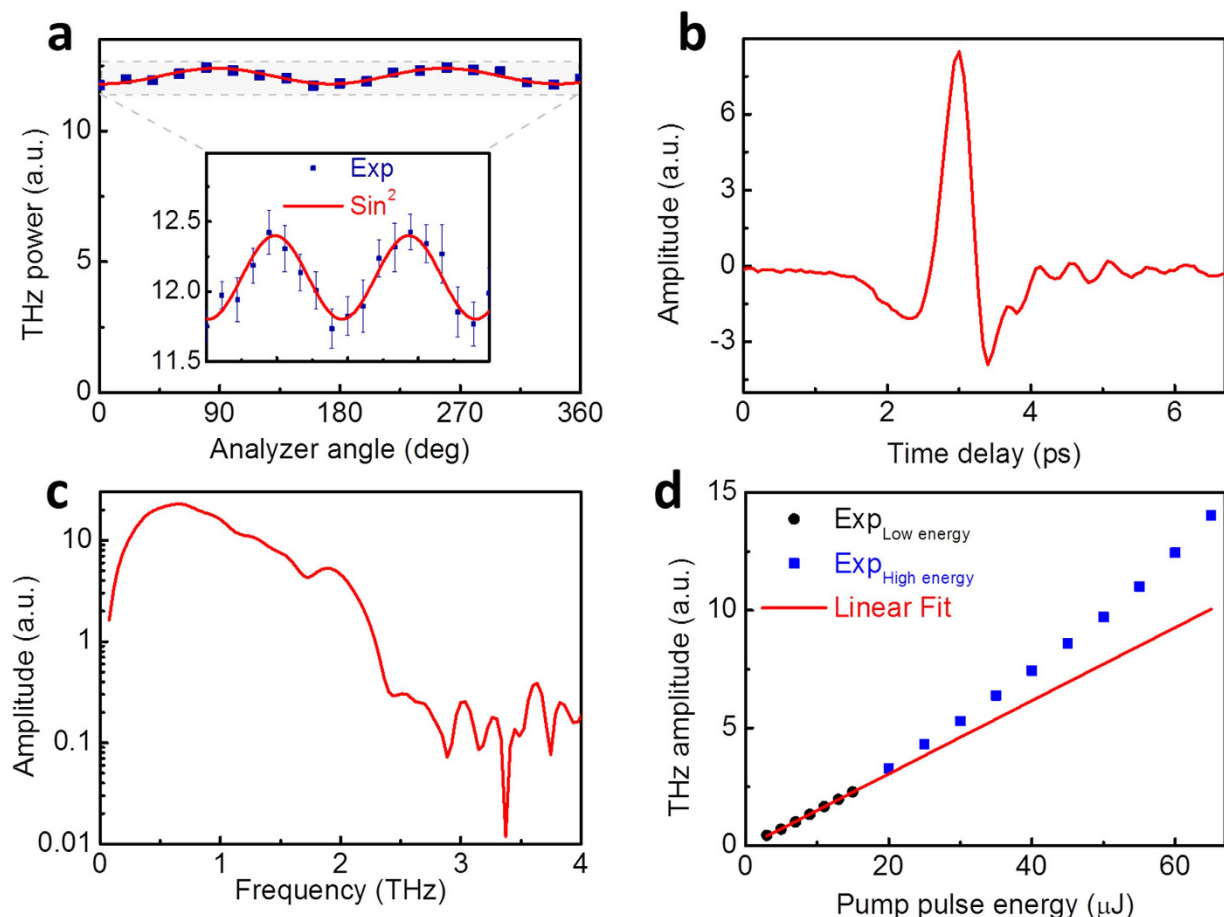 a
THz power (a.u.)
10
5
0
12.5
12.0
11.5
Exp
Sin²
0 90 180 270 360
Analyzer angle (deg)
b
Amplitude (a.u.)
6
3
0
-3
0 2 4 6
Time delay (ps)
c
Amplitude (a.u.)
10
1
0.1
0.01
0 1 2 3 4
Frequency (THz)
d
THz amplitude (a.u.)
15
10
5
0
Exp Low energy
Exp High energy
Linear Fit
0 20 40 60
Pump pulse energy (μJ)